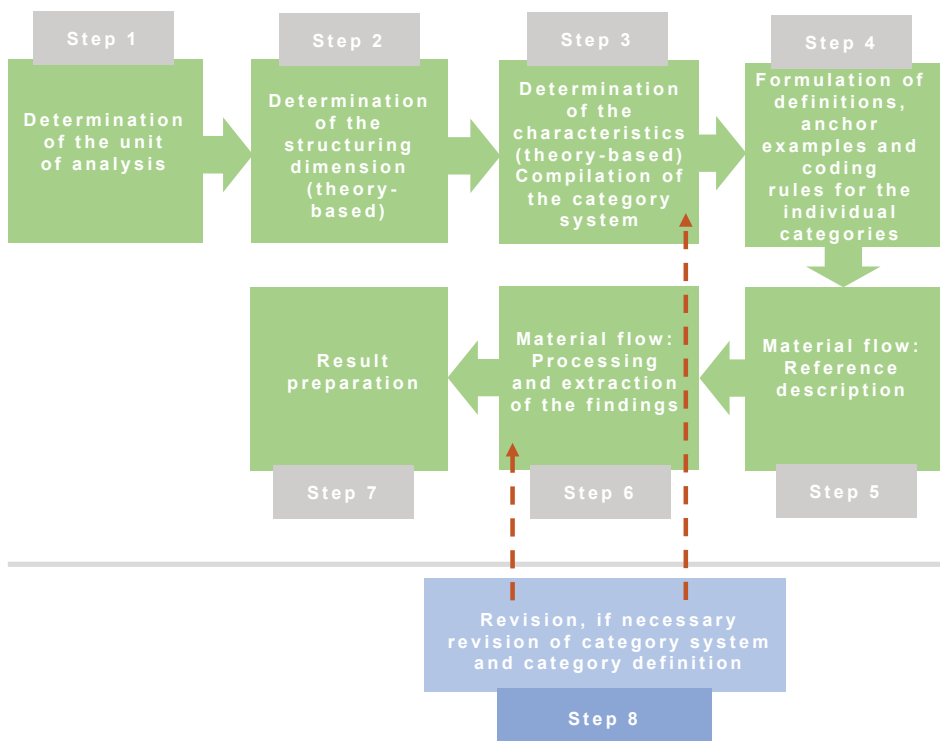 Step 1
Determination
of the unit
of analysis
Step 2
Determination
of the
structuring
dimension
(theory-
based)
Step 3
Determination
of the
characteristics
(theory-based)
Compilation of
the category
system
Step 4
Formulation of
definitions,
anchor
examples and
coding
rules for the
individual
categories
Material flow:
Reference
description
Step 5
Material flow:
Processing
and extraction
of the findings
Step 6
Result
preparation
Step 7
Revision, if necessary
revision of category system
and category definition
Step 8